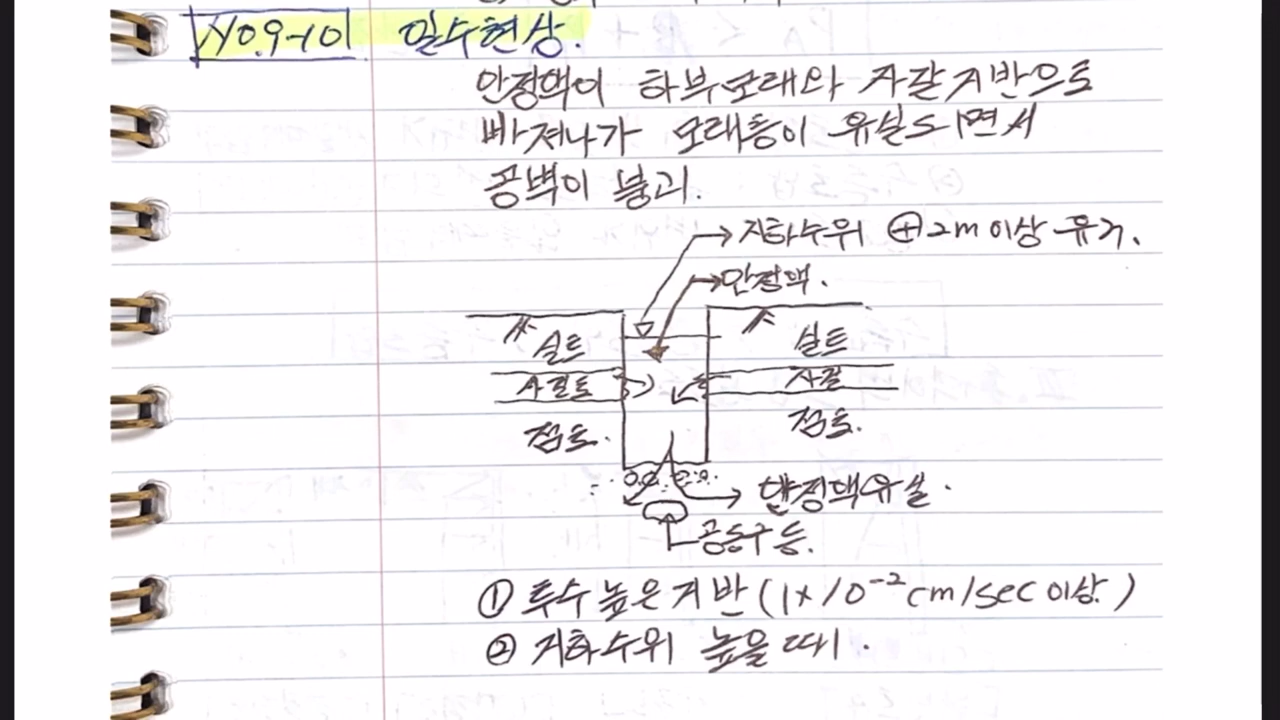 No.9-10 일수현상.
안정액이 하부모래와 자갈지반으로
빠져나가 모래층이 유실되면서
공벽이 붕괴.
지하수위 ⊕2m 이상 유지.
안정액.
실트 실트
자갈토 자갈
점토. 점토.
안정액유실.
공동구 등.
① 투수 높은 지반 (1×10⁻²cm/sec 이상.)
② 지하수위 높을 때.